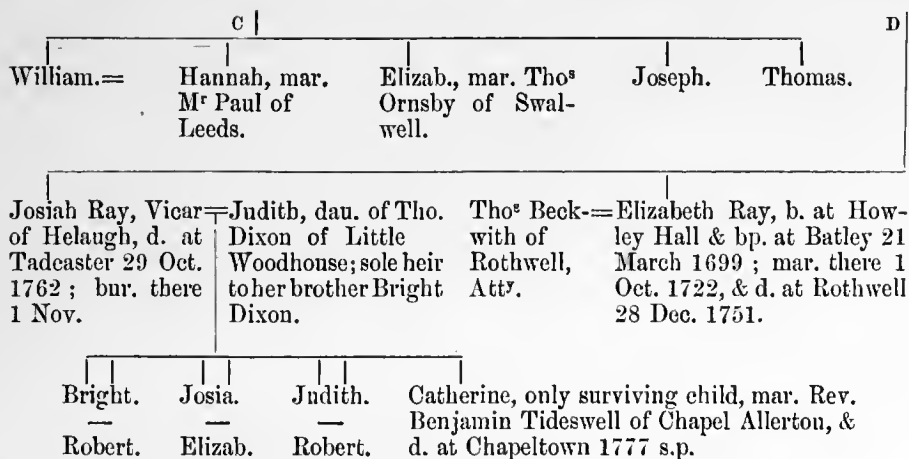 C D
William.= Hannah, mar. Elizab., mar. Thoˢ Joseph. Thomas.
Mʳ Paul of Ornsby of Swal-
Leeds. well.
Josiah Ray, Vicar=Judith, dau. of Tho. Thoˢ Beck-=Elizabeth Ray, b. at How-
of Helaugh, d. at Dixon of Little with of ley Hall & bp. at Batley 21
Tadcaster 29 Oct. Woodhouse; sole heir Rothwell, March 1699 ; mar. there 1
1762 ; bur. there to her brother Bright Attʸ. Oct. 1722, & d. at Rothwell
1 Nov. Dixon. 28 Dec. 1751.
Bright. Josia. Judith. Catherine, only surviving child, mar. Rev.
— — — Benjamin Tideswell of Chapel Allerton, &
Robert. Elizab. Robert. d. at Chapeltown 1777 s.p.